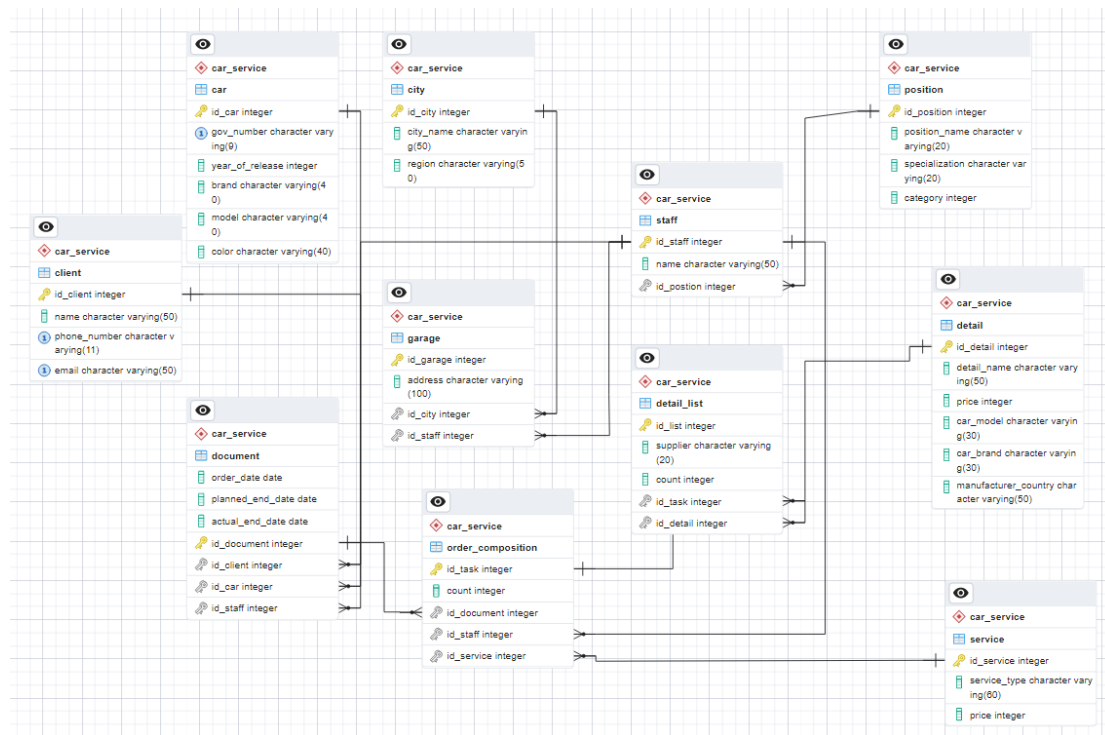 car_service
car
id_car integer
gov_number character vary
ing(9)
year_of_release integer
brand character varying(4
0)
model character varying(4
0)
color character varying(40)
car_service
city
id_city integer
city_name character varyin
g(50)
region character varying(5
0)
car_service
position
id_position integer
position_name character v
arying(20)
specialization character var
ying(20)
category integer
car_service
staff
id_staff integer
name character varying(50)
id_postion integer
car_service
client
id_client integer
name character varying(50)
phone_number character v
arying(11)
email character varying(50)
car_service
garage
id_garage integer
address character varying
(100)
id_city integer
id_staff integer
car_service
detail
id_detail integer
detail_name character vary
ing(50)
price integer
car_model character varyin
g(30)
car_brand character varyin
g(30)
manufacturer_country char
acter varying(50)
car_service
detail_list
id_list integer
supplier character varying
(20)
count integer
id_task integer
id_detail integer
car_service
document
order_date date
planned_end_date date
actual_end_date date
id_document integer
id_client integer
id_car integer
id_staff integer
car_service
order_composition
id_task integer
count integer
id_document integer
id_staff integer
id_service integer
car_service
service
id_service integer
service_type character vary
ing(60)
price integer